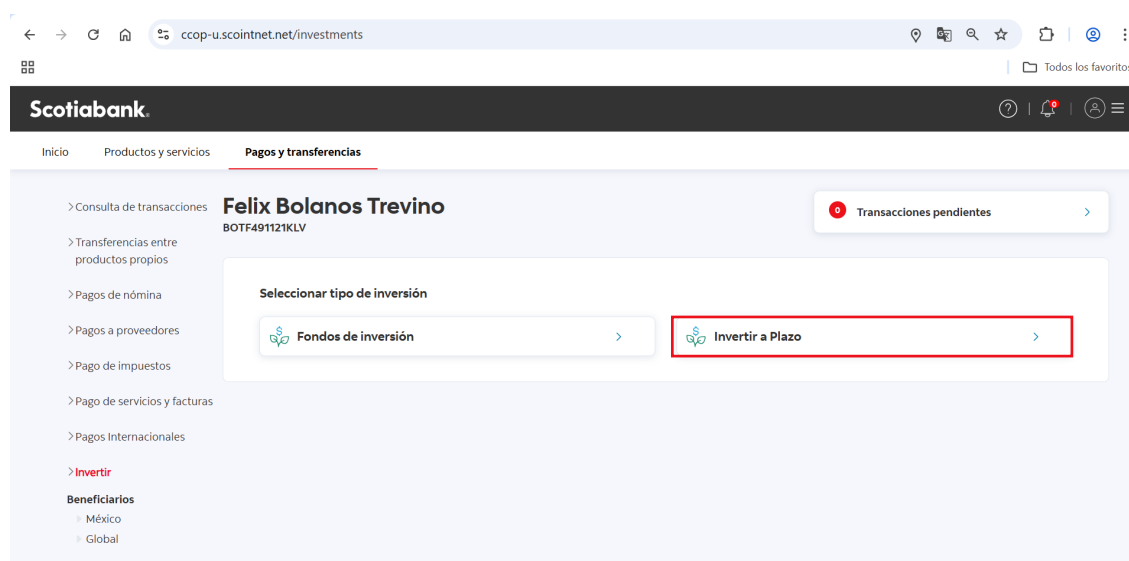 ccop-u.scointnet.net/investments
Todos los favoritos
Scotiabank®
0
Inicio Productos y servicios Pagos y transferencias
Consulta de transacciones
Transferencias entre
productos propios
Pagos de nómina
Pagos a proveedores
Pago de impuestos
Pago de servicios y facturas
Pagos Internacionales
Invertir
Beneficiarios
México
Global
Felix Bolanos Trevino
BOTF491121KLV
0 Transacciones pendientes
Seleccionar tipo de inversión
Fondos de inversión
Invertir a Plazo